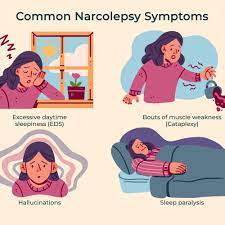 Common Narcolepsy Symptoms
Excessive daytime
sleepiness (EDS)
Bouts of muscle weakness
(Cataplexy)
Hallucinations
Sleep paralysis